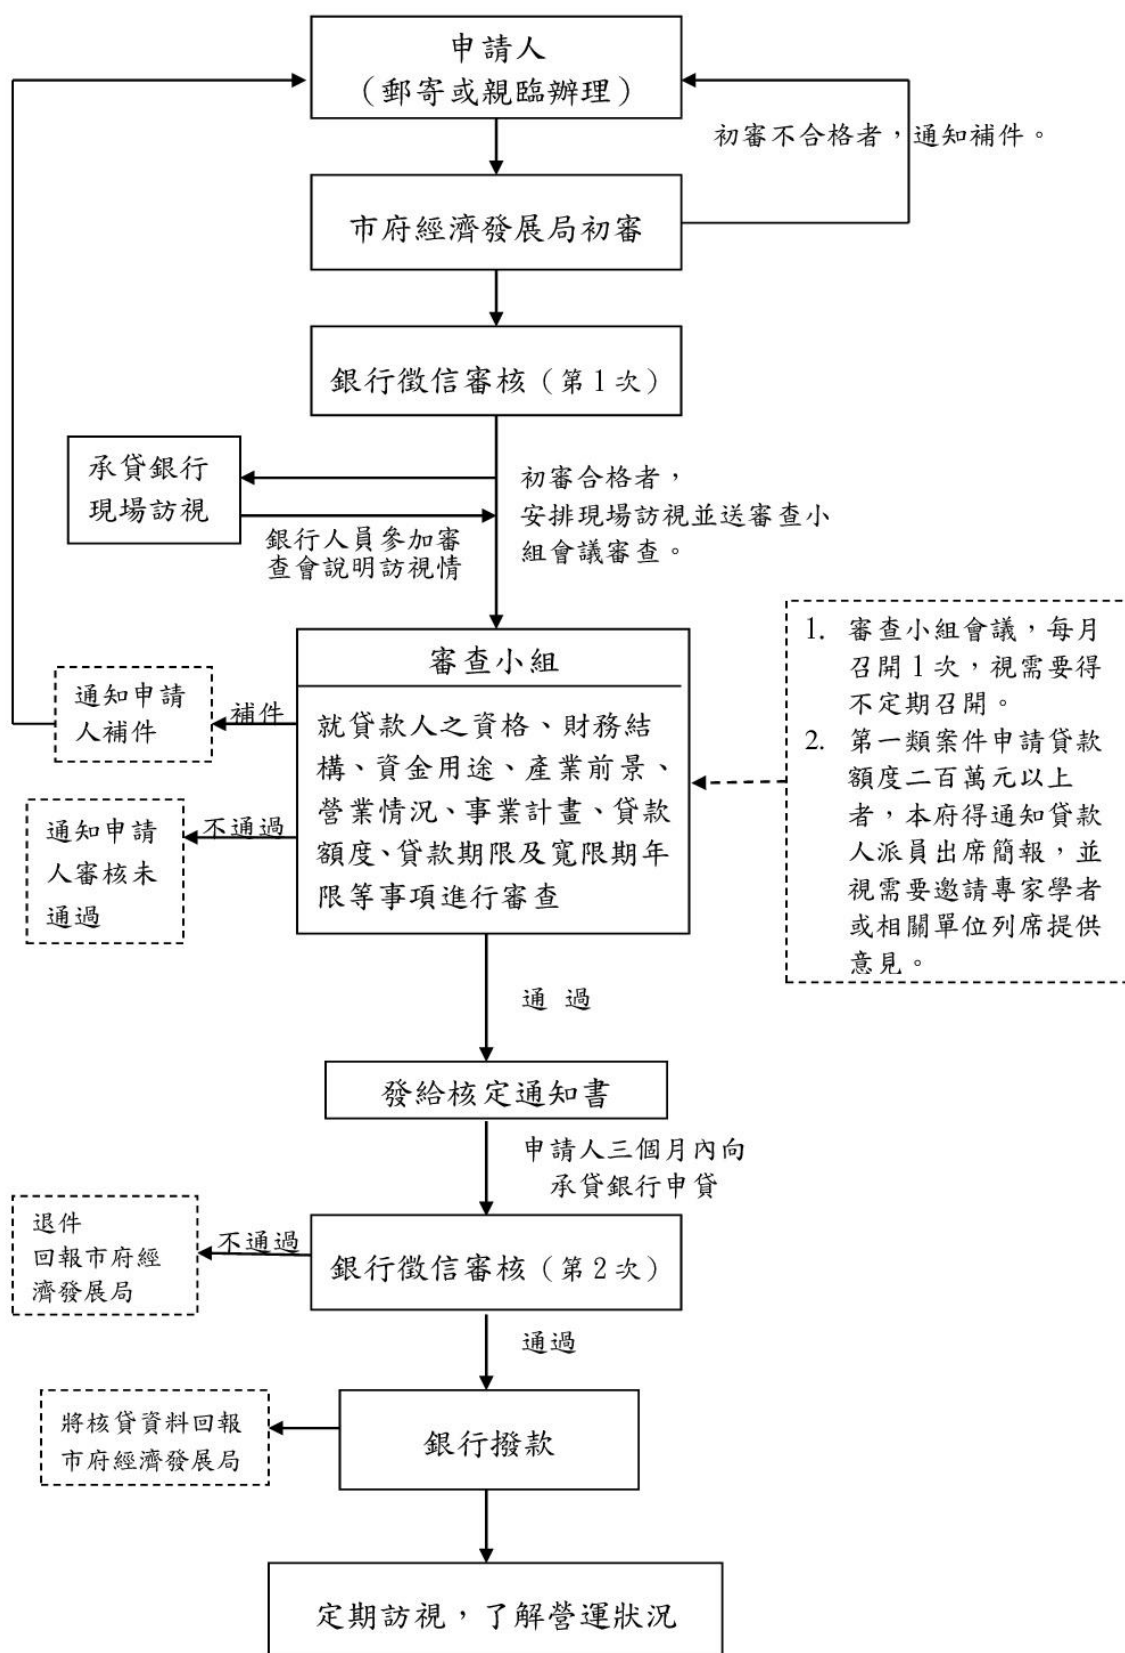 申請人
（郵寄或親臨辦理）
初審不合格者，通知補件。
市府經濟發展局初審
銀行徵信審核（第1次）
承貸銀行
現場訪視
初審合格者，
安排現場訪視並送審查小
組會議審查。
銀行人員參加審
查會說明訪視情
審查小組
就貸款人之資格、財務結
構、資金用途、產業前景、
營業情況、事業計畫、貸款
額度、貸款期限及寬限期年
限等事項進行審查
補件
通知申請
人補件
不通過
通知申請
人審核未
通過
1. 審查小組會議，每月
召開1次，視需要得
不定期召開。
2. 第一類案件申請貸款
額度二百萬元以上
者，本府得通知貸款
人派員出席簡報，並
視需要邀請專家學者
或相關單位列席提供
意見。
通 過
發給核定通知書
申請人三個月內向
承貸銀行申貸
銀行徵信審核（第2次）
不通過
退件
回報市府經
濟發展局
通過
銀行撥款
將核貸資料回報
市府經濟發展局
定期訪視，了解營運狀況